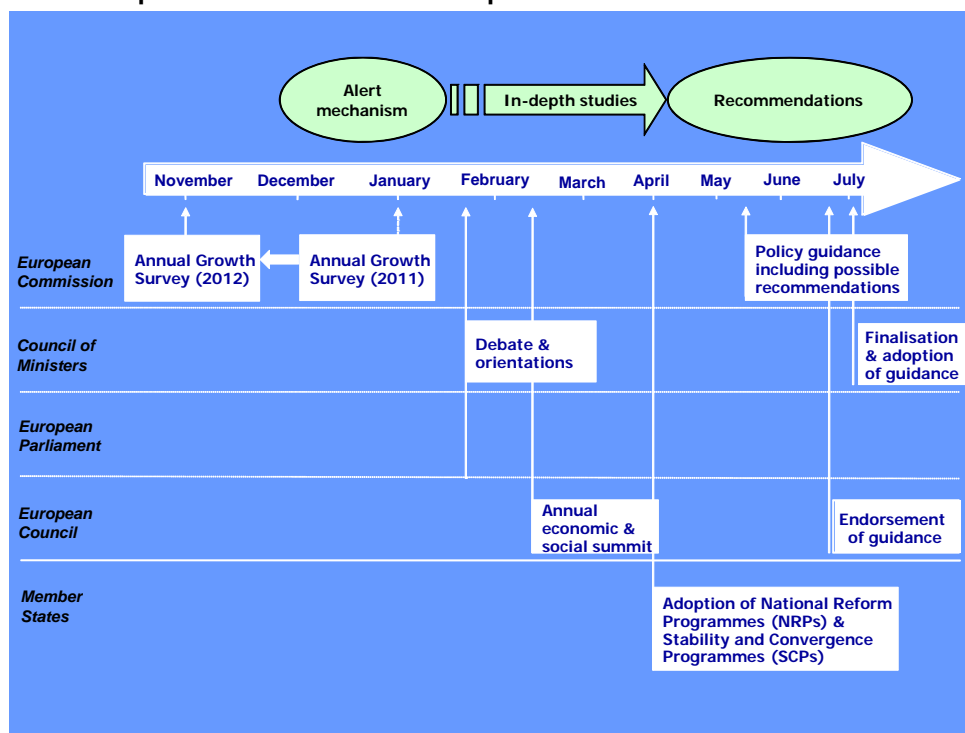 Alert
mechanism
In-depth studies
Recommendations
November December January February March April May June July
European
Commission
Annual Growth
Survey (2012)
Annual Growth
Survey (2011)
Policy guidance
including possible
recommendations
Council of
Ministers
Debate &
orientations
Finalisation
& adoption
of guidance
European
Parliament
European
Council
Annual
economic &
social summit
Endorsement
of guidance
Member
States
Adoption of National Reform
Programmes (NRPs) &
Stability and Convergence
Programmes (SCPs)